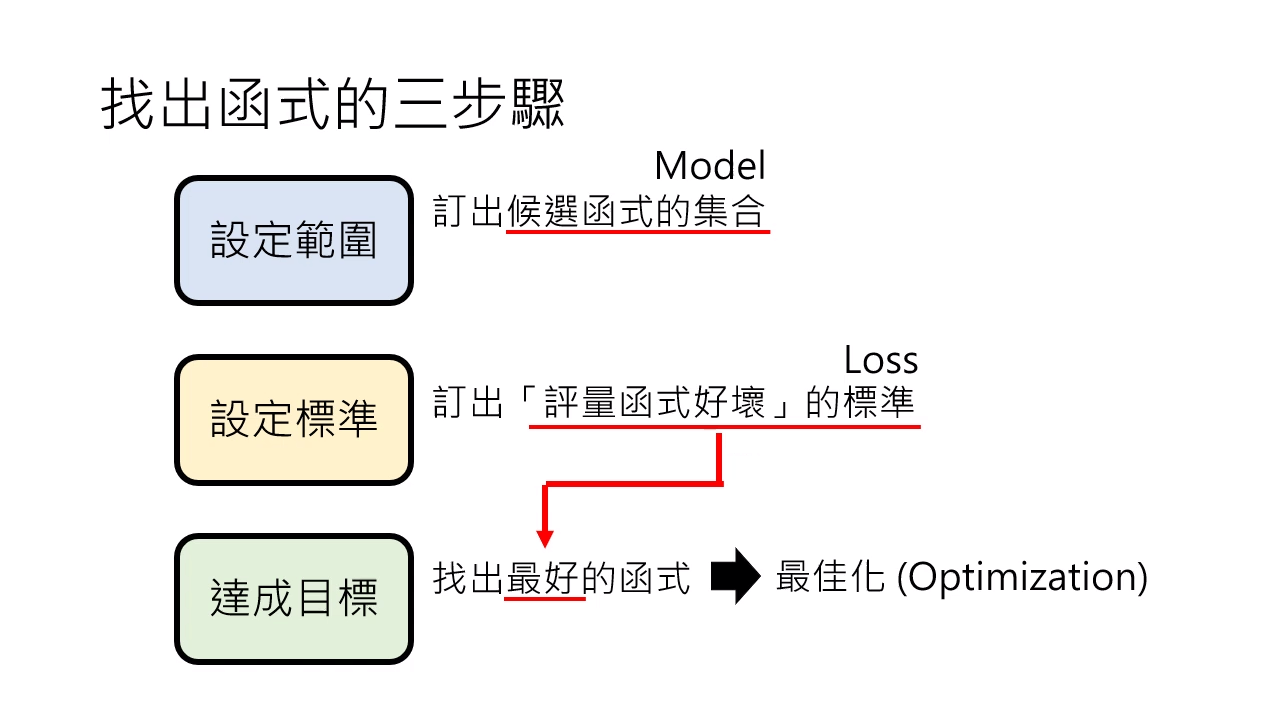 找出函式的三步驟
Model
設定範圍
訂出候選函式的集合
Loss
設定標準
訂出「評量函式好壞」的標準
達成目標
找出最好的函式
最佳化 (Optimization)